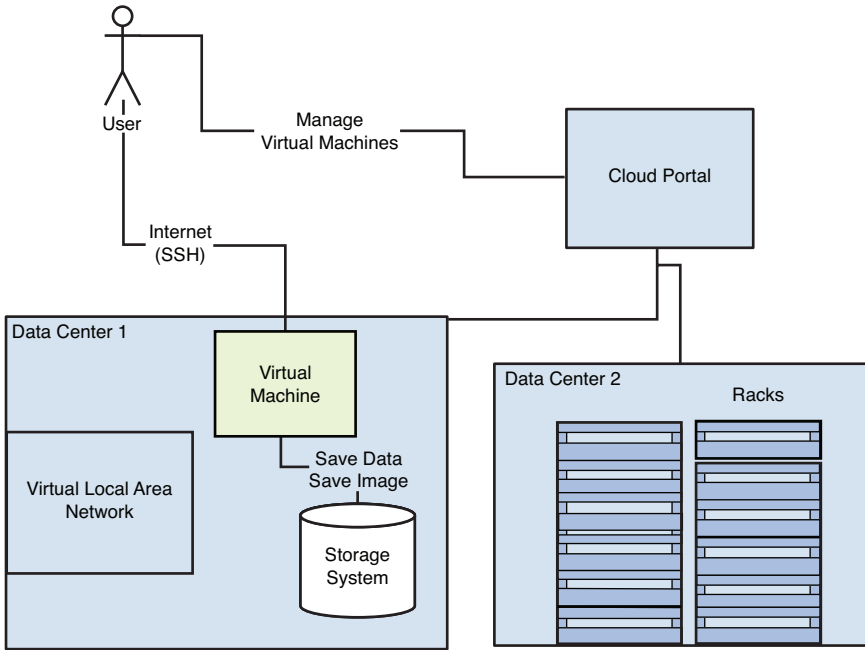 User
Manage
Virtual Machines
Cloud Portal
Internet
(SSH)
Data Center 1
Virtual
Machine
Data Center 2
Racks
Save Data
Save Image
Virtual Local Area
Network
Storage
System